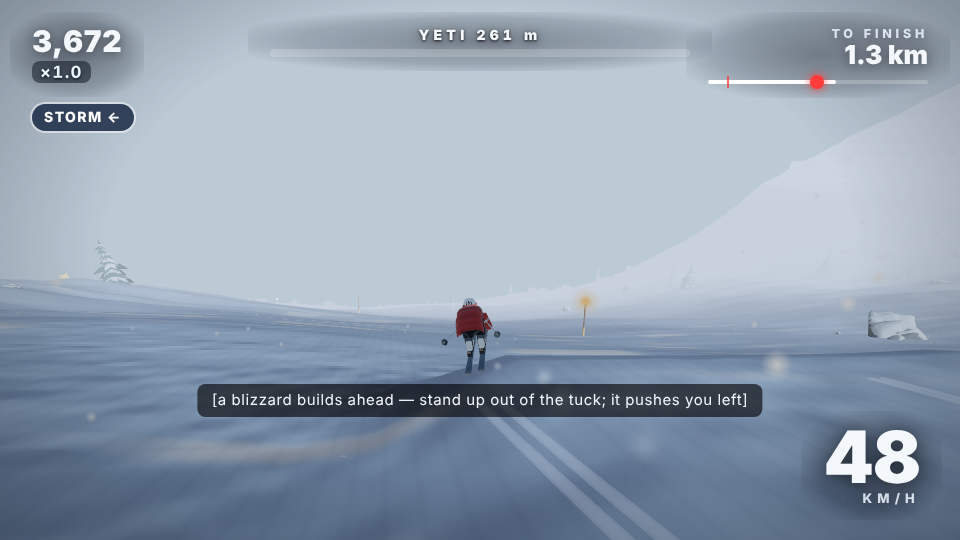 3,672
×1.0
STORM ←
YETI 261 m
TO FINISH
1.3 km
[a blizzard builds ahead — stand up out of the tuck; it pushes you left]
48
KM/H